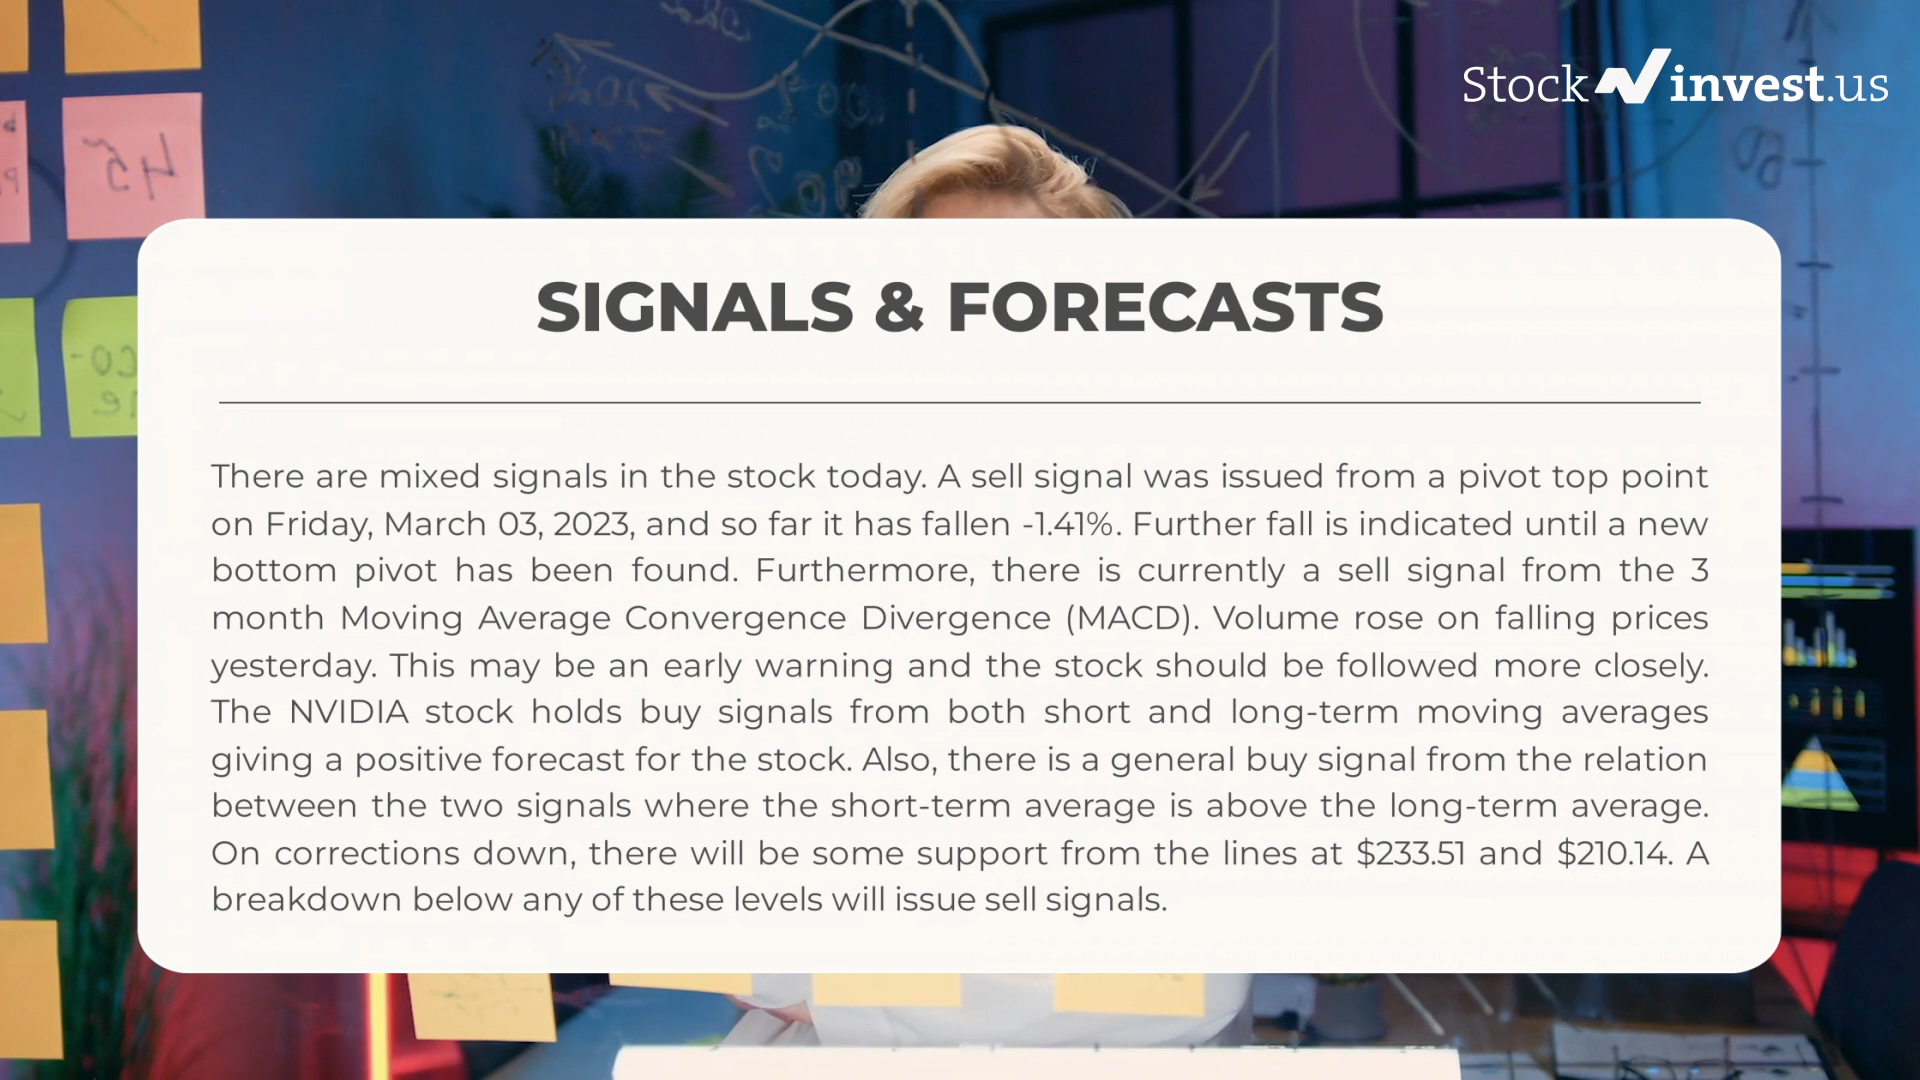 Stock invest.us
45
SIGNALS & FORECASTS
There are mixed signals in the stock today. A sell signal was issued from a pivot top point
on Friday, March 03, 2023, and so far it has fallen -1.41%. Further fall is indicated until a new
bottom pivot has been found. Furthermore, there is currently a sell signal from the 3
month Moving Average Convergence Divergence (MACD). Volume rose on falling prices
yesterday. This may be an early warning and the stock should be followed more closely.
The NVIDIA stock holds buy signals from both short and long-term moving averages
giving a positive forecast for the stock. Also, there is a general buy signal from the relation
between the two signals where the short-term average is above the long-term average.
On corrections down, there will be some support from the lines at $233.51 and $210.14. A
breakdown below any of these levels will issue sell signals.